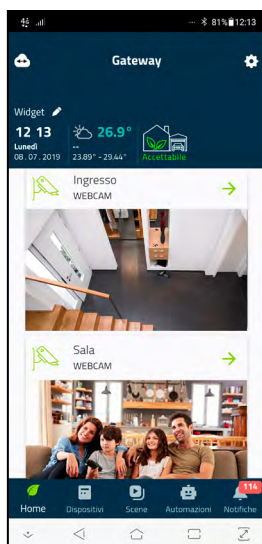 4G 81% 12:13
Gateway
Widget
12 13 26.9°
Lunedì --
08.07.2019 23.89° - 29.44° Accettabile
Ingresso
WEBCAM
Sala
WEBCAM
114
Home Dispositivi Scene Automazioni Notifiche